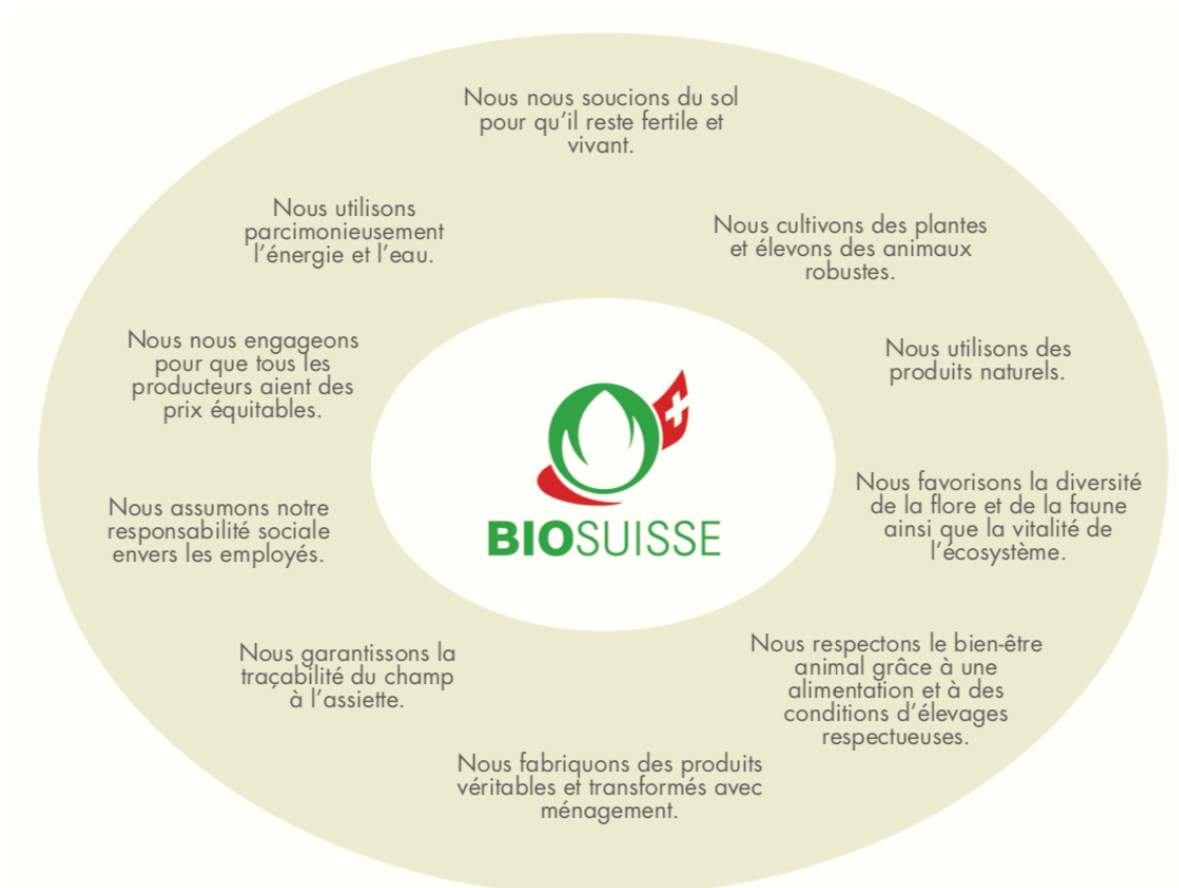 Nous nous soucions du sol
pour qu'il reste fertile et
vivant.
Nous cultivons des plantes
et élevons des animaux
robustes.
Nous utilisons des
produits naturels.
Nous favorisons la diversité
de la flore et de la faune
ainsi que la vitalité de
l'écosystème.
Nous respectons le bien-être
animal grâce à une
alimentation et à des
conditions d'élevages
respectueuses.
Nous fabriquons des produits
véritables et transformés avec
ménagement.
Nous garantissons la
traçabilité du champ
à l'assiette.
Nous assumons notre
responsabilité sociale
envers les employés.
Nous nous engageons
pour que tous les
producteurs aient des
prix équitables.
Nous utilisons
parcimonieusement
l'énergie et l'eau.
BIOSUISSE